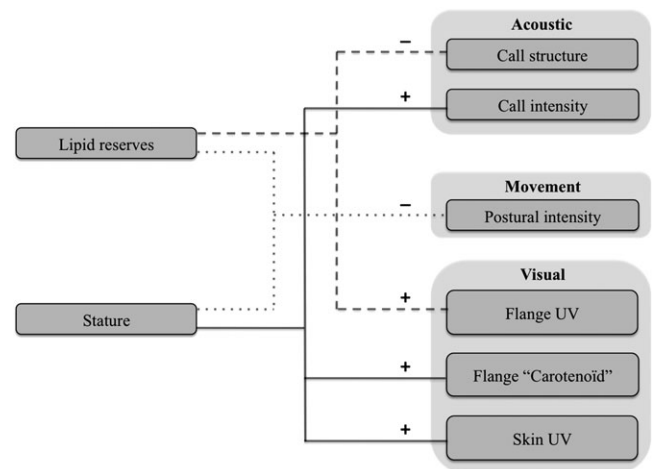 Acoustic
−
Call structure
+
Call intensity
Lipid reserves
Movement
−
Postural intensity
Visual
+
Flange UV
Stature
+
Flange “Carotenoïd”
+
Skin UV